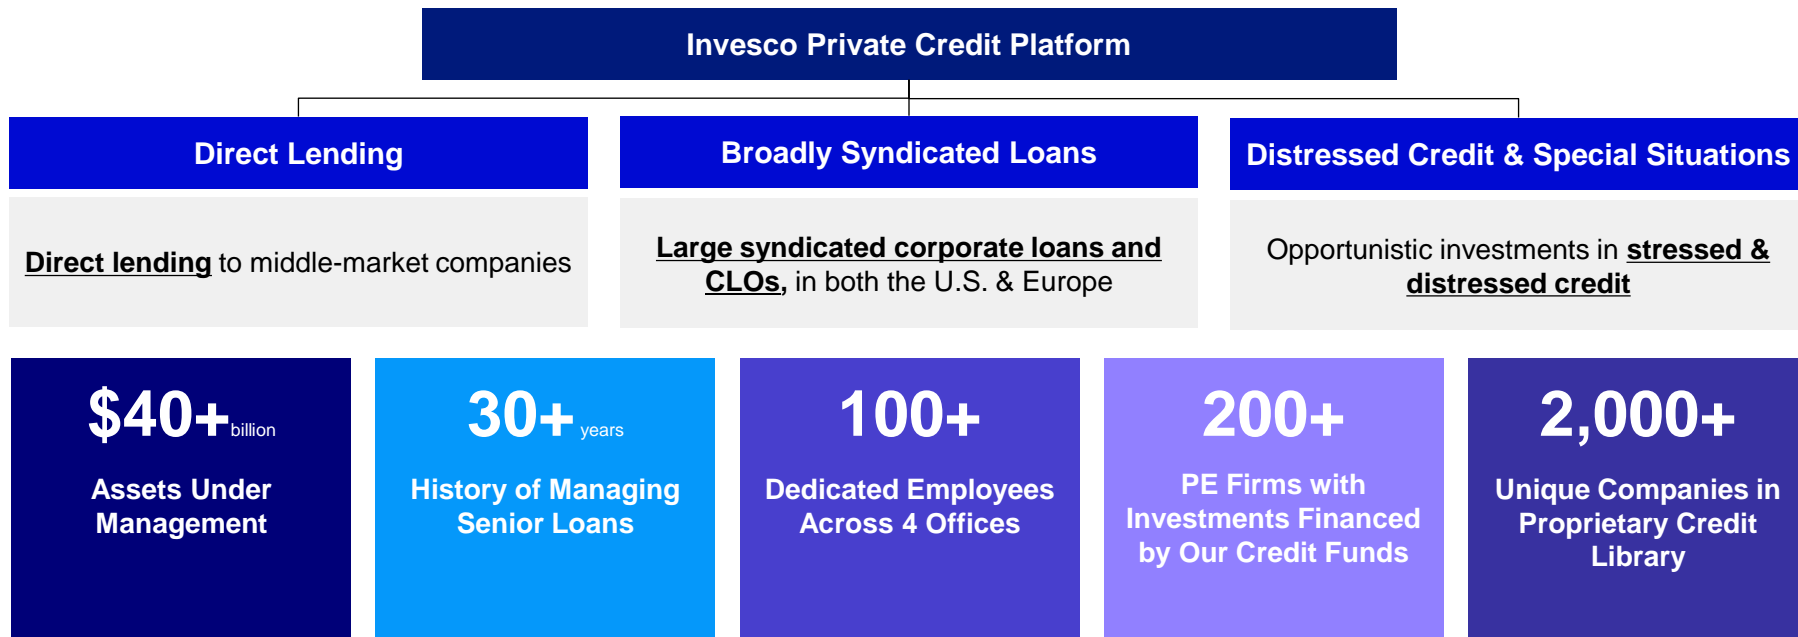 Invesco Private Credit Platform
Direct Lending
Broadly Syndicated Loans
Distressed Credit & Special Situations
Direct lending to middle-market companies
Large syndicated corporate loans and
CLOs, in both the U.S. & Europe
Opportunistic investments in stressed &
distressed credit
$40+ billion
Assets Under
Management
30+ years
History of Managing
Senior Loans
100+
Dedicated Employees
Across 4 Offices
200+
PE Firms with
Investments Financed
by Our Credit Funds
2,000+
Unique Companies in
Proprietary Credit
Library